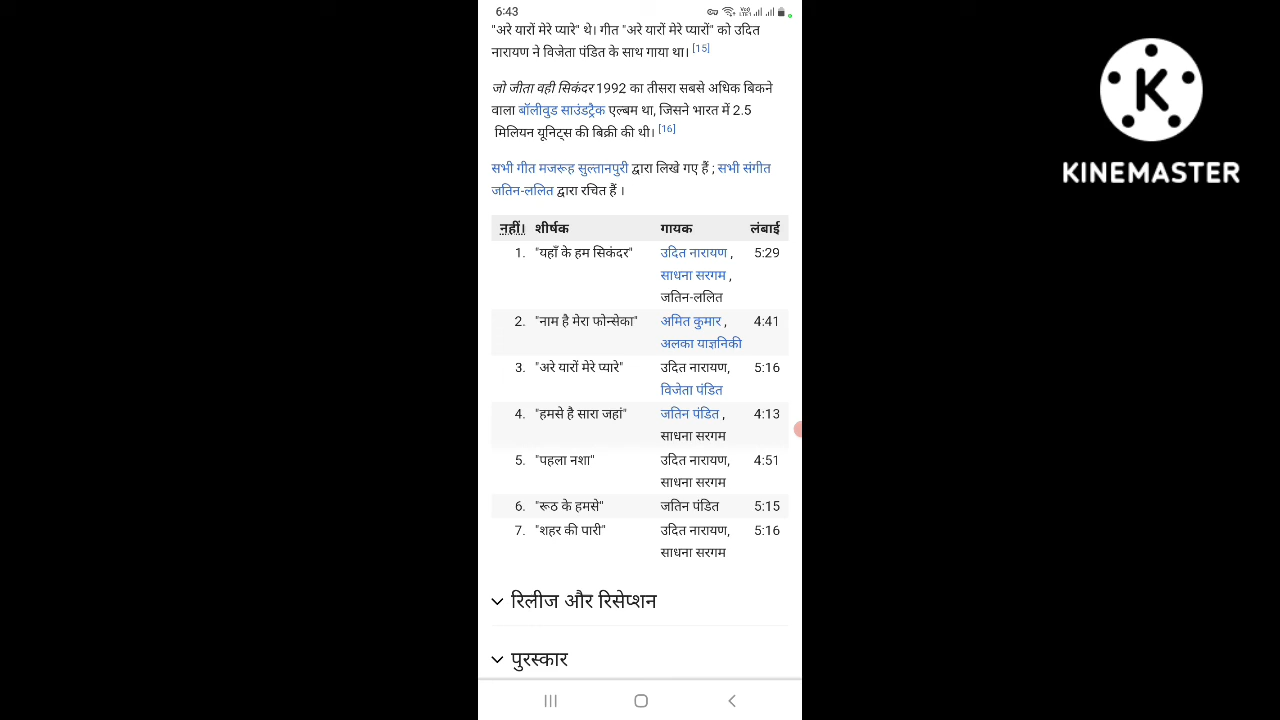 6:43
"अरे यारों मेरे प्यारे" थे। गीत "अरे यारों मेरे प्यारों" को उदित
नारायण ने विजेता पंडित के साथ गाया था। [15]
जो जीता वही सिकंदर 1992 का तीसरा सबसे अधिक बिकने
वाला बॉलीवुड साउंडट्रैक एल्बम था, जिसने भारत में 2.5
मिलियन यूनिट्स की बिक्री की थी। [16]
सभी गीत मजरूह सुल्तानपुरी द्वारा लिखे गए हैं ; सभी संगीत
जतिन-ललित द्वारा रचित हैं ।
नहीं। शीर्षक गायक लंबाई
1. "यहाँ के हम सिकंदर" उदित नारायण , 5:29
साधना सरगम ,
जतिन-ललित
2. "नाम है मेरा फोन्सेका" अमित कुमार , 4:41
अलका याज्ञनिकी
3. "अरे यारों मेरे प्यारे" उदित नारायण, 5:16
विजेता पंडित
4. "हमसे है सारा जहां" जतिन पंडित , 4:13
साधना सरगम
5. "पहला नशा" उदित नारायण, 4:51
साधना सरगम
6. "रूठ के हमसे" जतिन पंडित 5:15
7. "शहर की पारी" उदित नारायण, 5:16
साधना सरगम
रिलीज और रिसेप्शन
पुरस्कार
K
KINEMASTER